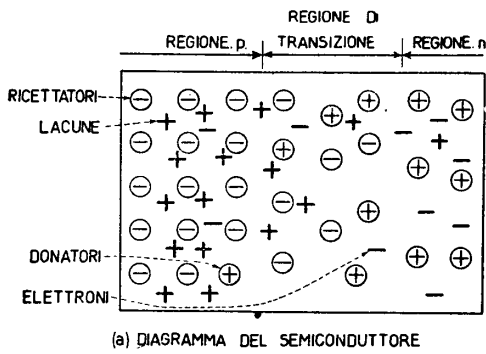 REGIONE DI
REGIONE. p. TRANSIZIONE REGIONE. n
RICETTATORI
LACUNE
DONATORI
ELETTRONI
(a) DIAGRAMMA DEL SEMICONDUTTORE